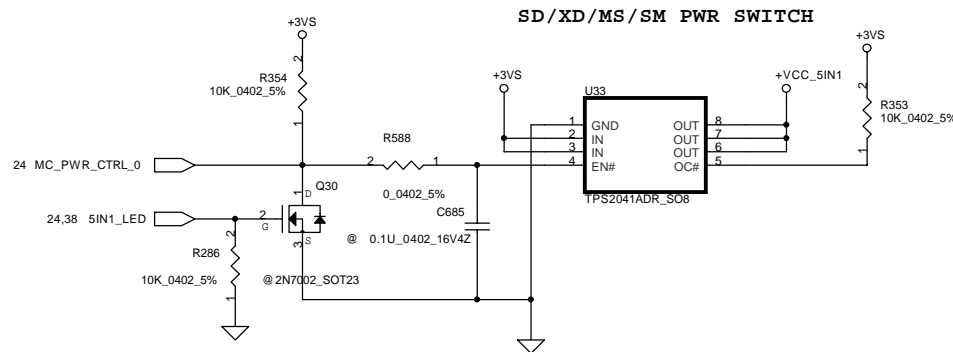 SD/XD/MS/SM PWR SWITCH
+3VS
+3VS
+3VS
+VCC_5IN1
2
R354
10K_0402_5%
1
U33
1 GND OUT 8
2 IN OUT 7
3 IN OUT 6
4 EN# OC# 5
TPS2041ADR_SO8
2
R353
10K_0402_5%
1
24 MC_PWR_CTRL_0
R588
2 1
0_0402_5%
24,38 5IN1_LED
1 D Q30
2 G
3 S
@2N7002_SOT23
C685
@ 0.1U_0402_16V4Z
2
R286
10K_0402_5%
1